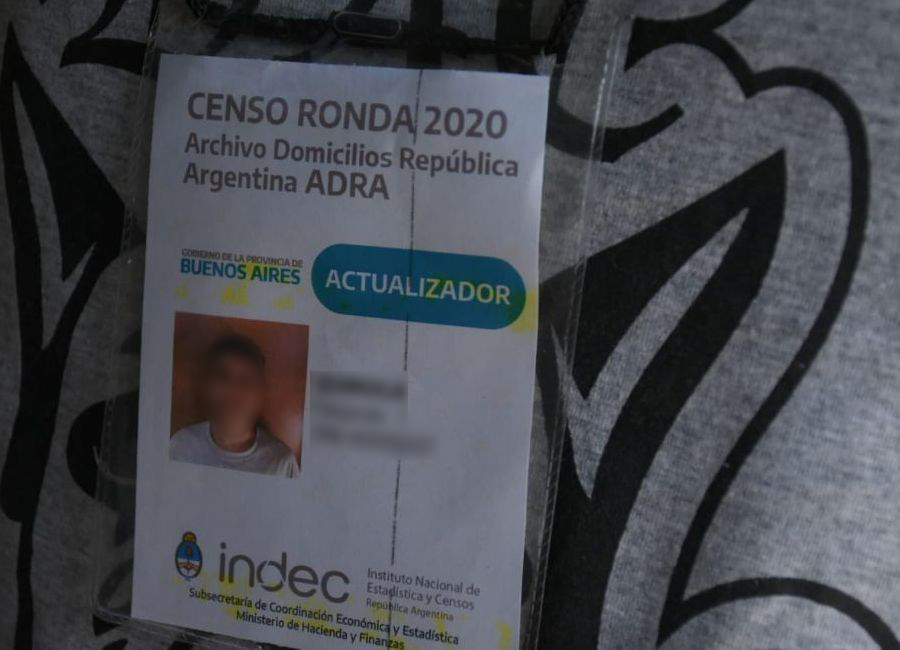 CENSO RONDA 2020
Archivo Domicilios República
Argentina ADRA
GOBIERNO DE LA PROVINCIA DE
BUENOS AIRES
ACTUALIZADOR
indec
Instituto Nacional de
Estadística y Censos
República Argentina
Subsecretaría de Coordinación Económica y Estadística
Ministerio de Hacienda y Finanzas